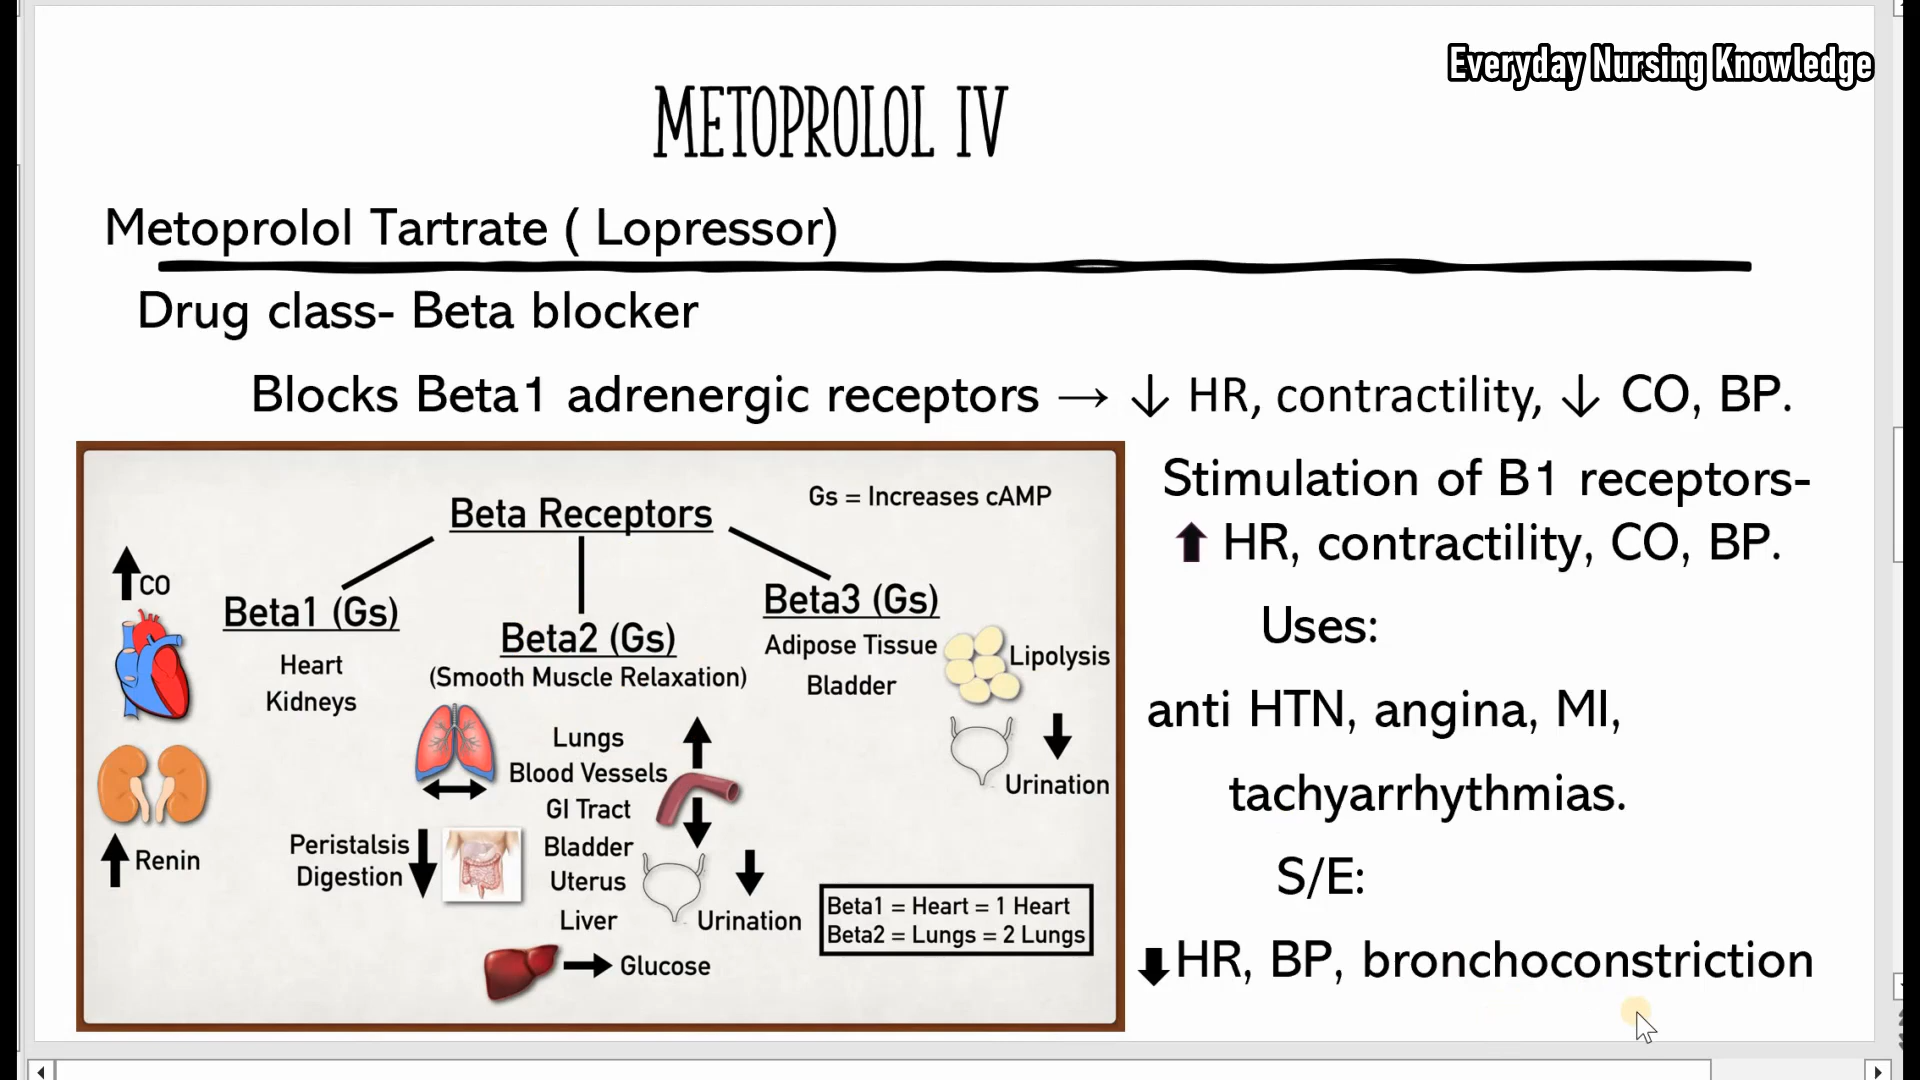 Everyday Nursing Knowledge
METOPROLOL IV
Metoprolol Tartrate ( Lopressor)
Drug class- Beta blocker
Blocks Beta1 adrenergic receptors → ↓ HR, contractility, ↓ CO, BP.
Beta Receptors
Gs = Increases cAMP
CO
Beta1 (Gs)
Heart
Kidneys
Renin
Beta2 (Gs)
(Smooth Muscle Relaxation)
Lungs
Blood Vessels
GI Tract
Bladder
Uterus
Liver
Peristalsis
Digestion
Urination
Glucose
Beta3 (Gs)
Adipose Tissue
Bladder
Lipolysis
Urination
Beta1 = Heart = 1 Heart
Beta2 = Lungs = 2 Lungs
Stimulation of B1 receptors-
⬆ HR, contractility, CO, BP.
Uses:
anti HTN, angina, MI,
tachyarrhythmias.
S/E:
⬇HR, BP, bronchoconstriction